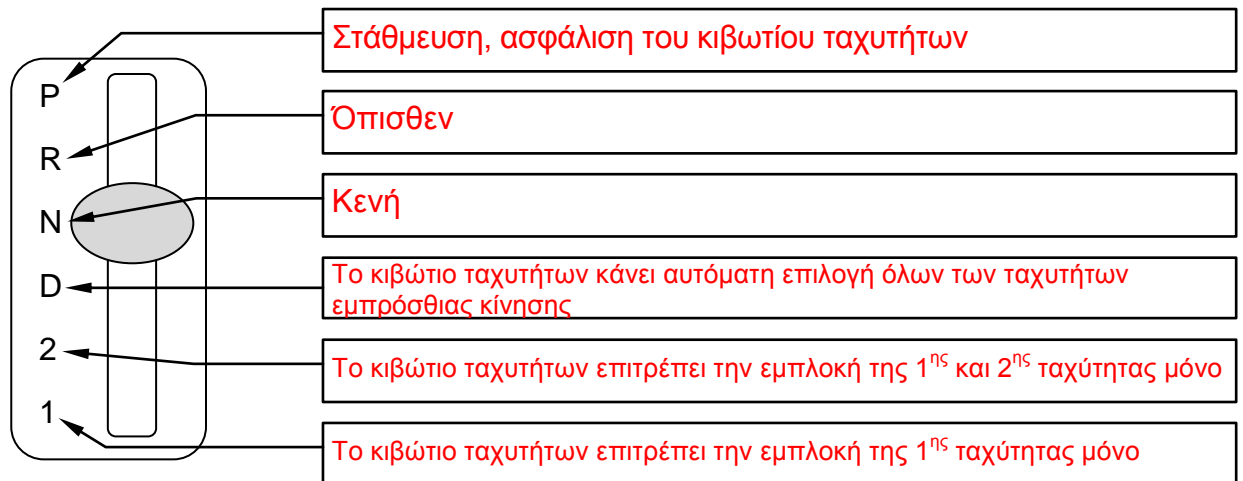 P
Στάθμευση, ασφάλιση του κιβωτίου ταχυτήτων
R
Όπισθεν
N
Κενή
D
Το κιβώτιο ταχυτήτων κάνει αυτόματη επιλογή όλων των ταχυτήτων
εμπρόσθιας κίνησης
2
Το κιβώτιο ταχυτήτων επιτρέπει την εμπλοκή της 1ης και 2ης ταχύτητας μόνο
1
Το κιβώτιο ταχυτήτων επιτρέπει την εμπλοκή της 1ης ταχύτητας μόνο